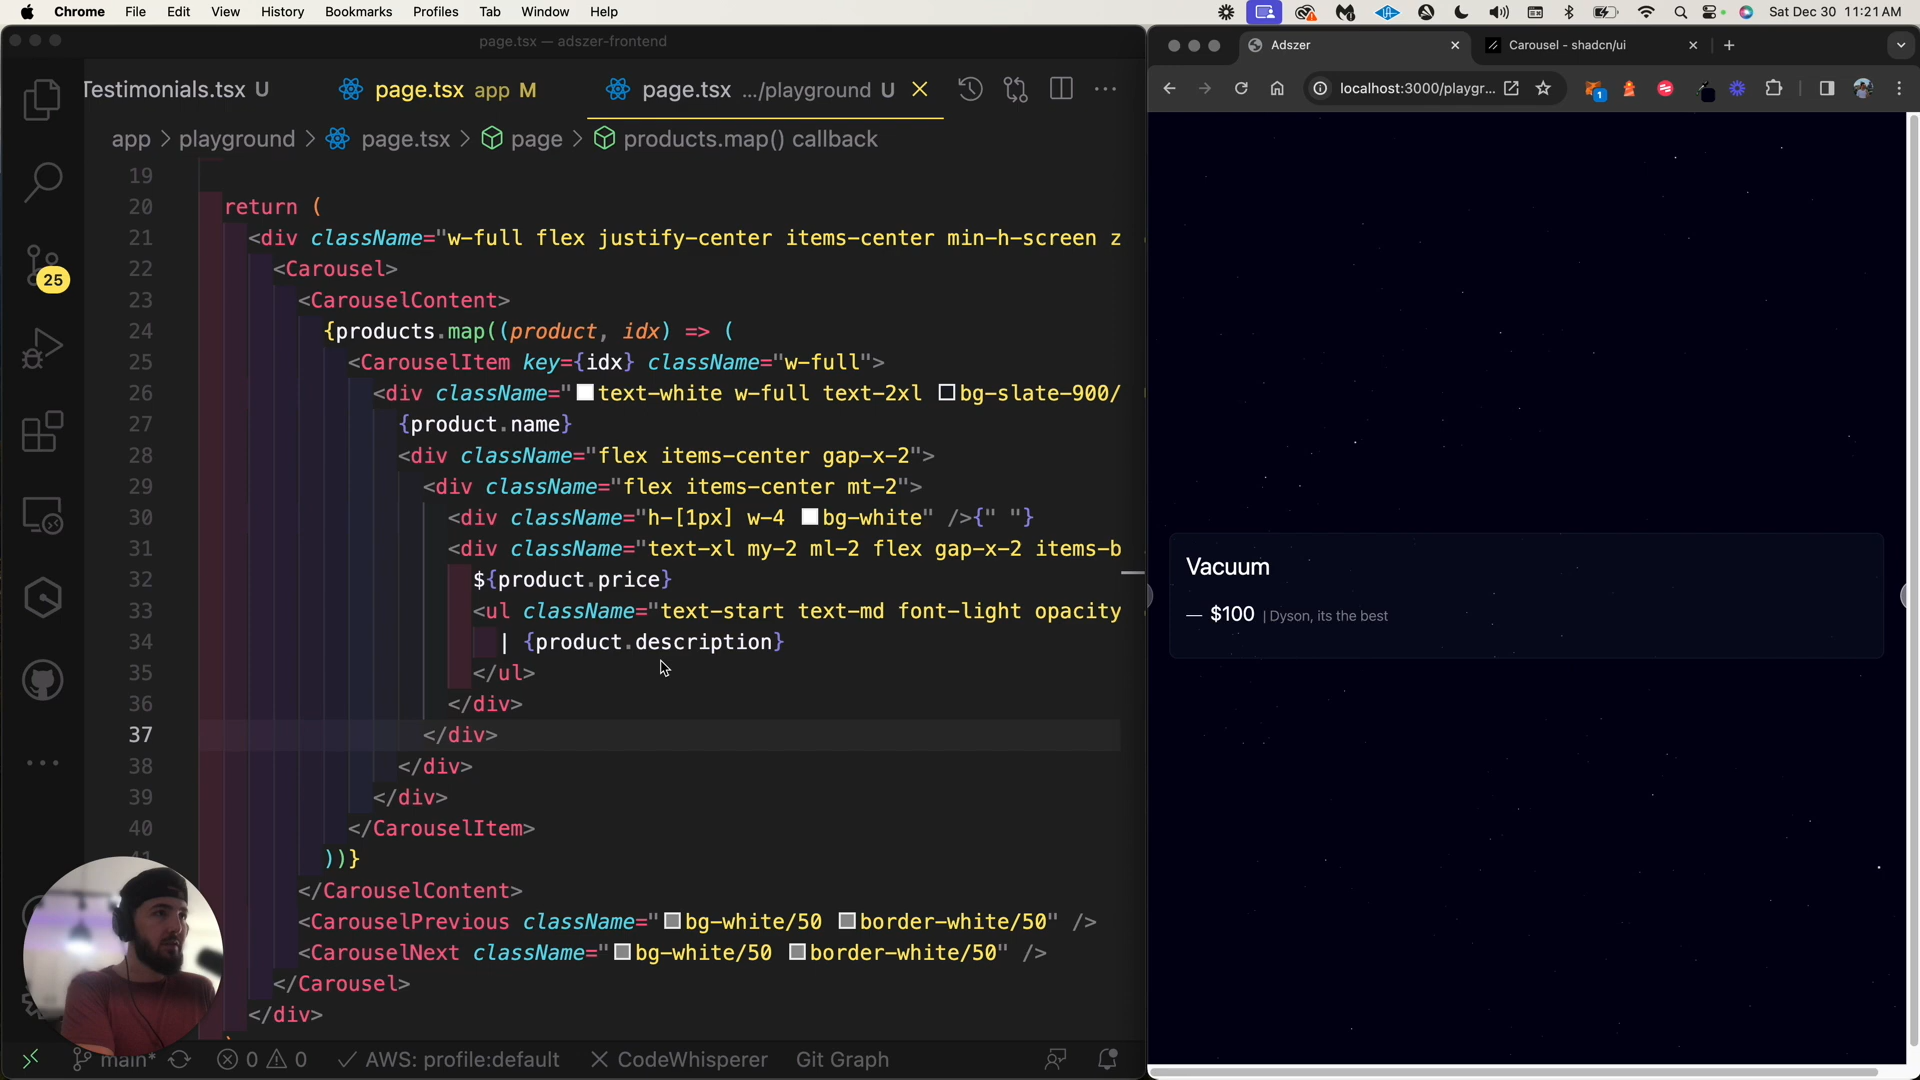 Chrome File Edit View History Bookmarks Profiles Tab Window Help Sat Dec 30 11:21 AM
page.tsx — adszer-frontend
Testimonials.tsx U page.tsx app M page.tsx .../playground U
app > playground > page.tsx > page > products.map() callback
19
20 return (
21 <div className="w-full flex justify-center items-center min-h-screen z
22 <Carousel>
23 <CarouselContent>
24 {products.map((product, idx) => (
25 <CarouselItem key={idx} className="w-full">
26 <div className="text-white w-full text-2xl bg-slate-900/
27 {product.name}
28 <div className="flex items-center gap-x-2">
29 <div className="flex items-center mt-2">
30 <div className="h-[1px] w-4 bg-white" />{" "}
31 <div className="text-xl my-2 ml-2 flex gap-x-2 items-b
32 ${product.price}
33 <ul className="text-start text-md font-light opacity
34 | {product.description}
35 </ul>
36 </div>
37 </div>
38 </div>
39 </div>
40 </CarouselItem>
41 ))}
</CarouselContent>
<CarouselPrevious className="bg-white/50 border-white/50" />
<CarouselNext className="bg-white/50 border-white/50" />
</Carousel>
</div>
25
main* 0 0 AWS: profile:default CodeWhisperer Git Graph
Adszer Carousel - shadcn/ui
localhost:3000/playgr...
1
Vacuum
— $100 | Dyson, its the best